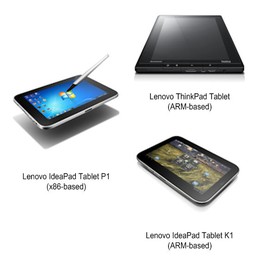 Lenovo ThinkPad Tablet
(ARM-based)
Lenovo IdeaPad Tablet P1
(x86-based)
Lenovo IdeaPad Tablet K1
(ARM-based)